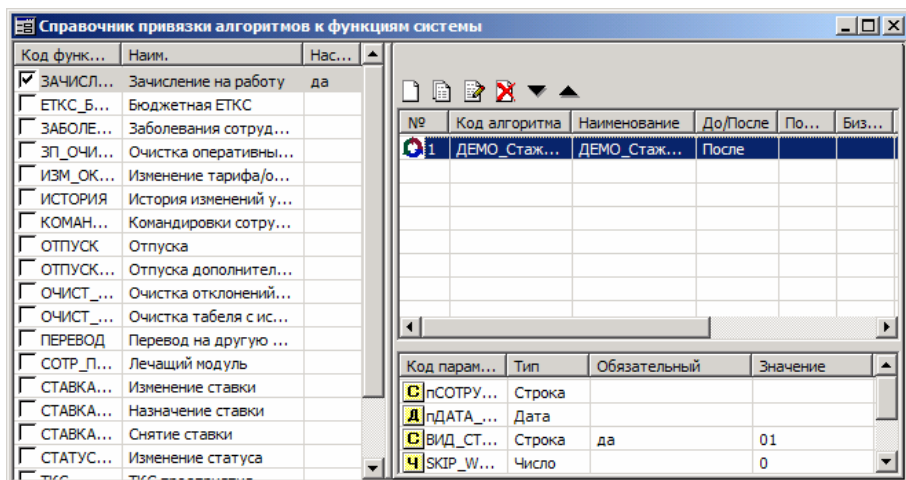 Справочник привязки алгоритмов к функциям системы
Код функ... Наим. Нас...
ЗАЧИСЛ... Зачисление на работу да
ЕТКС_Б... Бюджетная ЕТКС
ЗАБОЛЕ... Заболевания сотруд...
ЗП_ОЧИ... Очистка оперативны...
ИЗМ_ОК... Изменение тарифа/о...
ИСТОРИЯ История изменений у...
КОМАН... Командировки сотру...
ОТПУСК Отпуска
ОТПУСК... Отпуска дополнител...
ОЧИСТ_... Очистка отклонений...
ОЧИСТ_... Очистка табеля с ис...
ПЕРЕВОД Перевод на другую ...
СОТР_П... Лечащий модуль
СТАВКА... Изменение ставки
СТАВКА... Назначение ставки
СТАВКА... Снятие ставки
СТАТУС... Изменение статуса
№ Код алгоритма Наименование До/После По... Биз...
1 ДЕМО_Стаж... ДЕМО_Стаж... После
Код парам... Тип Обязательный Значение
С пСОТРУ... Строка
Д пДАТА_... Дата
С ВИД_СТ... Строка да 01
Ч SKIP_W... Число 0